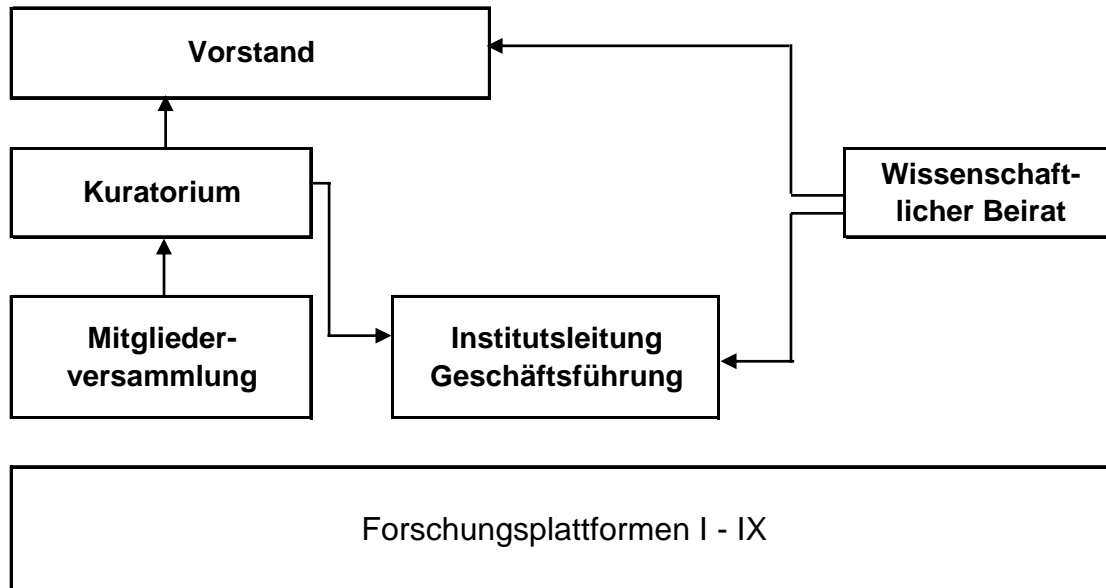 Vorstand
Kuratorium
Wissenschaft-
licher Beirat
Mitglieder-
versammlung
Institutsleitung
Geschäftsführung
Forschungsplattformen I - IX